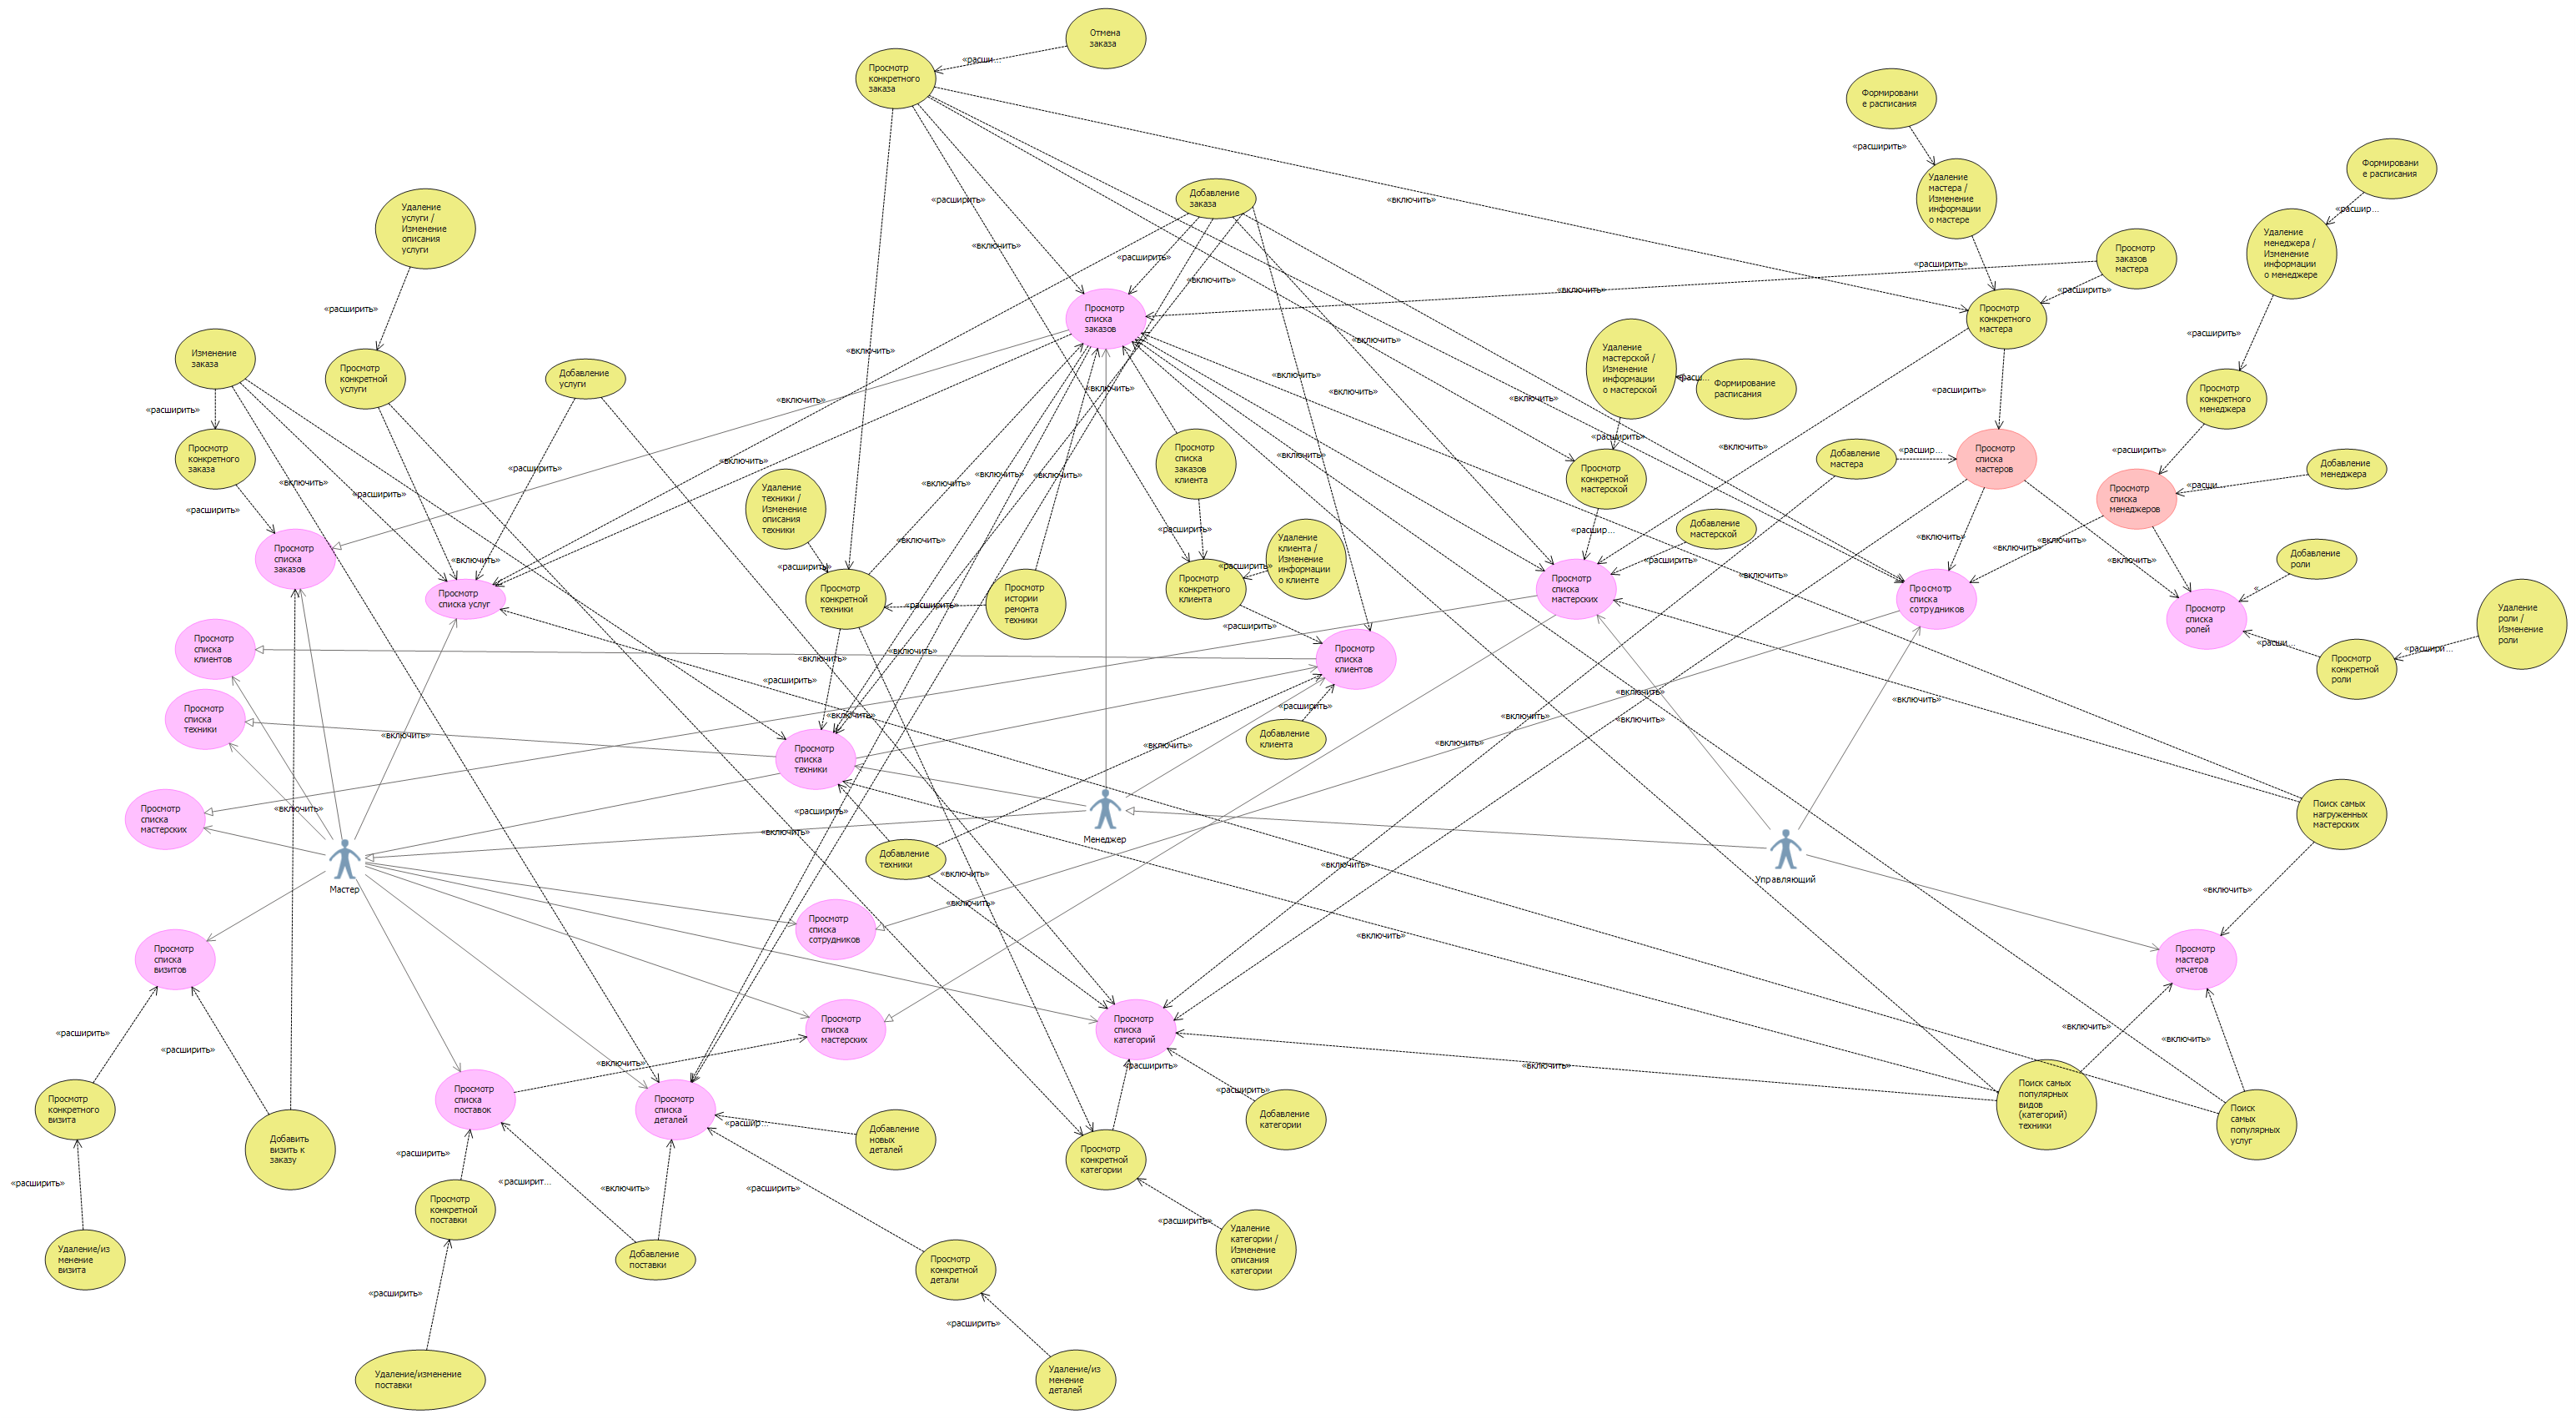 Отмена
заказа
«расши...
Просмотр
конкретного
заказа
Формировани
е расписания
«расширить»
Формировани
е расписания
«расшир...
Удаление
мастера /
Изменение
информации
о мастере
Добавление
заказа
«расширить»
«включить»
Удаление
услуги /
Изменение
описания
услуги
Удаление
менеджера /
Изменение
информации
о менеджере
Просмотр
заказов
мастера
«включить»
«расширить»
«включить»
«расширить»
«включить»
«расширить»
Просмотр
списка
заказов
Просмотр
конкретного
мастера
«расширить»
«расширить»
Изменение
заказа
Просмотр
конкретной
услуги
Добавление
услуги
«включить»
«включить»
Удаление
мастерской /
Изменение
информации
о мастерской
«расш...
Формирование
расписания
«включить»
«включить»
«включить»
«включить»
«включить»
«расширить»
Просмотр
конкретного
менеджера
«расширить»
Просмотр
конкретного
заказа
Просмотр
списка
заказов
клиента
«расширить»
Просмотр
конкретной
мастерской
«включить»
Добавление
мастера
«расшир...
Просмотр
списка
мастеров
«расширить»
Добавление
менеджера
«расши...
Просмотр
списка
менеджеров
«включить»
«включить»
«расширить»
«включить»
«включить»
«включить»
«включить»
«расширить»
Удаление
техники /
Изменение
описания
техники
«расширить»
«расширить»
Удаление
клиента /
Изменение
информации
о клиенте
«расшир...
Добавление
мастерской
«включить»
«включить»
«включить»
Просмотр
списка
заказов
«включить»
«расширить»
«расширить»
«расширить»
«включить»
«включить»
Добавление
роли
«
Просмотр
списка услуг
Просмотр
конкретной
техники
«расширить»
Просмотр
истории
ремонта
техники
Просмотр
конкретного
клиента
Просмотр
списка
мастерских
Просмотр
списка
сотрудников
Просмотр
списка
ролей
Удаление
роли /
Изменение
роли
«расширить»
«расши...
«расшири...
Просмотр
конкретной
роли
Просмотр
списка
клиентов
«включить»
«включить»
«расширить»
Просмотр
списка
клиентов
«включить»
«включить»
Просмотр
списка
техники
«включить»
«включить»
«расширить»
«включить»
«включить»
Добавление
клиента
«включить»
«включить»
Просмотр
списка
техники
Просмотр
списка
мастерских
«включить»
«расширить»
«включить»
Менеджер
Поиск самых
нагруженных
мастерских
Мастер
Добавление
техники
«включить»
«включить»
Управляющий
«включить»
«включить»
«включить»
Просмотр
списка
сотрудников
Просмотр
списка
визитов
Просмотр
мастера
отчетов
«расширить»
«расширить»
Просмотр
списка
мастерских
«включить»
Просмотр
списка
категорий
«расширить»
«включить»
«включить»
«включить»
Просмотр
конкретного
визита
Просмотр
списка
поставок
Просмотр
списка
деталей
«расшир...
Добавление
новых
деталей
«расширить»
Добавление
категории
Поиск самых
популярных
видов
(категорий)
техники
Поиск
самых
популярных
услуг
Добавить
визить к
заказу
«расширить»
«расширить»
«расширит...
«включить»
«расширить»
Просмотр
конкретной
категории
Просмотр
конкретной
поставки
«расширить»
Удаление
категории /
Изменение
описания
категории
Удаление/из
менение
визита
Добавление
поставки
Просмотр
конкретной
детали
«расширить»
«расширить»
Удаление/изменение
поставки
Удаление/из
менение
деталей